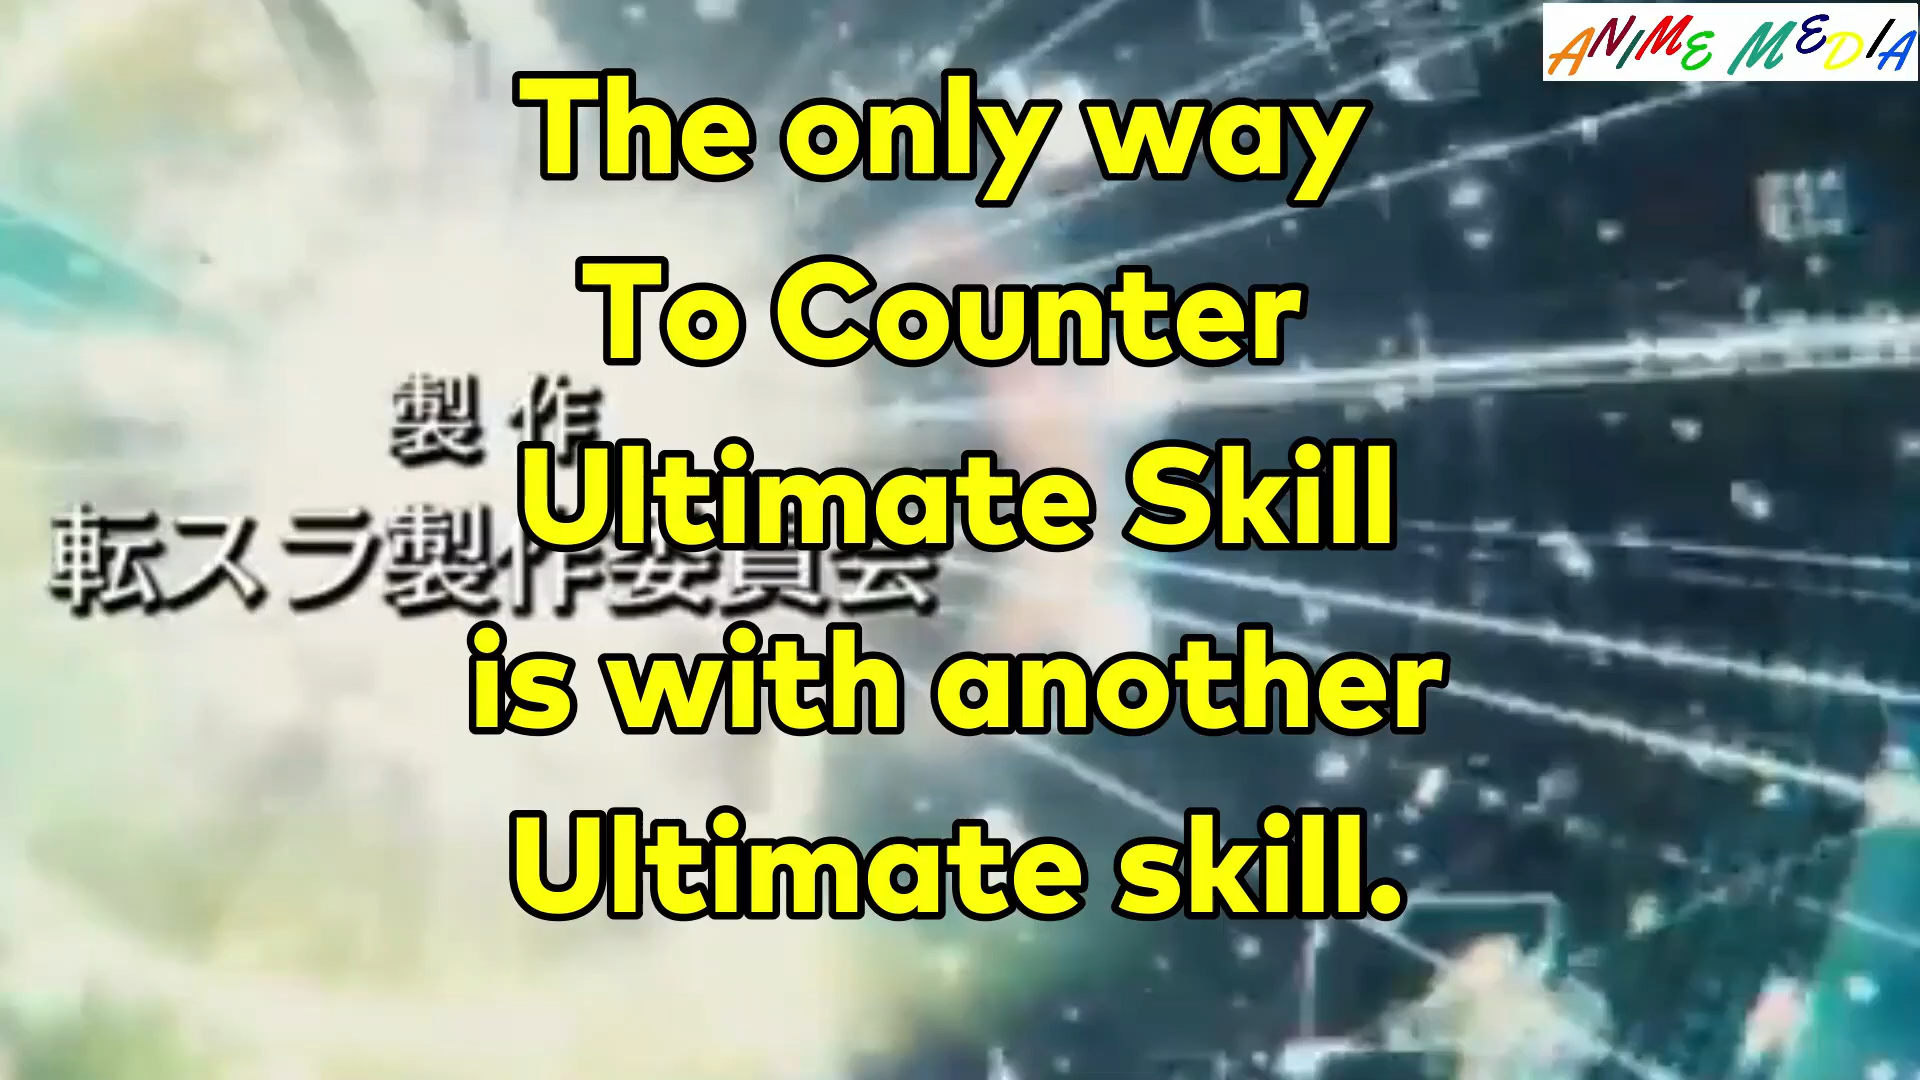 ANIME MEDIA
The only way
To Counter
製作
Ultimate Skill
転スラ製作委員会
is with another
Ultimate skill.